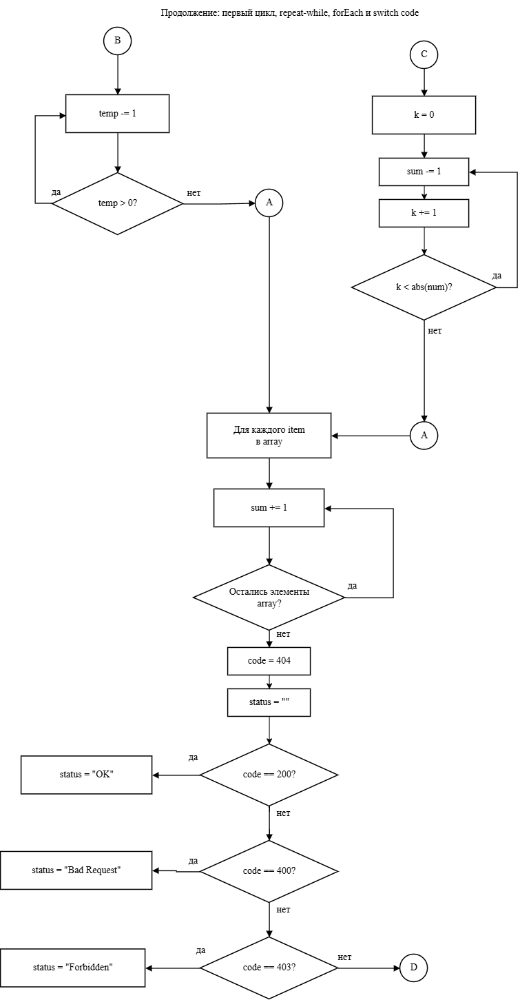 Продолжение: первый цикл, repeat-while, forEach и switch code
B
C
temp -= 1
k = 0
sum -= 1
да
temp > 0?
нет
A
k += 1
да
k < abs(num)?
нет
Для каждого item
в array
A
sum += 1
да
Остались элементы
array?
нет
code = 404
status = ""
да
code == 200?
status = "OK"
нет
да
code == 400?
status = "Bad Request"
нет
да
code == 403?
нет
status = "Forbidden"
D